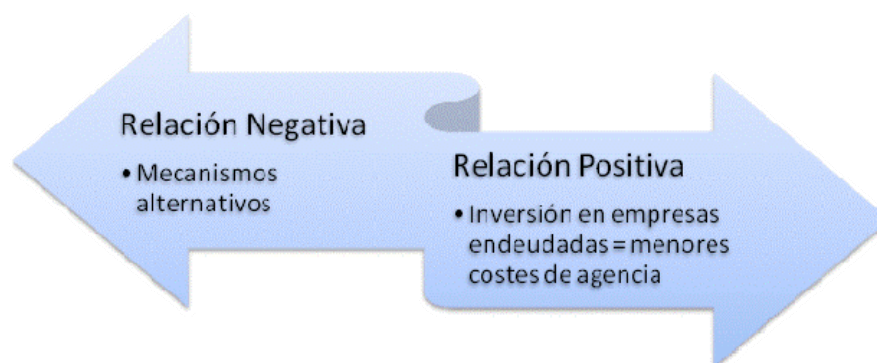 Relación Negativa
• Mecanismos
alternativos
Relación Positiva
• Inversión en empresas
endeudadas = menores
costes de agencia